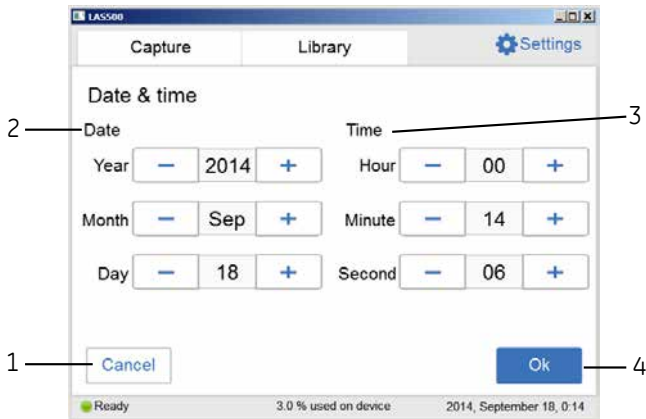 LAS500
Capture Library Settings
Date & time
2 Date Time 3
Year − 2014 + Hour − 00 +
Month − Sep + Minute − 14 +
Day − 18 + Second − 06 +
1 Cancel Ok 4
Ready 3.0 % used on device 2014, September 18, 0:14